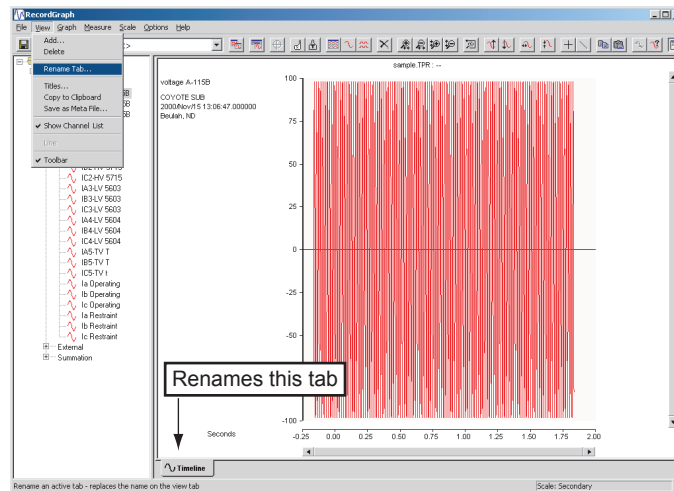 RecordGraph
File View Graph Measure Scale Options Help
Add...
Delete
Rename Tab...
Titles...
Copy to Clipboard
Save as Meta File...
Show Channel List
Line
Toolbar
IC2-HV 5715
IA3-LV 5603
IB3-LV 5603
IC3-LV 5603
IA4-LV 5604
IB4-LV 5604
IC4-LV 5604
IA5-TV T
IB5-TV T
IC5-TV t
Ia Operating
Ib Operating
Ic Operating
Ia Restraint
Ib Restraint
Ic Restraint
External
Summation
sample.TPR : --
voltage A-115B
COYOTE SUB
2000/Nov/15 13:06:47.000000
Beulah, ND
100
75
50
25
0
-25
-50
-100
Renames this tab
Seconds
-0.25 0.00 0.25 0.50 0.75 1.00 1.25 1.50 1.75 2.00
Timeline
Rename an active tab - replaces the name on the view tab
Scale: Secondary